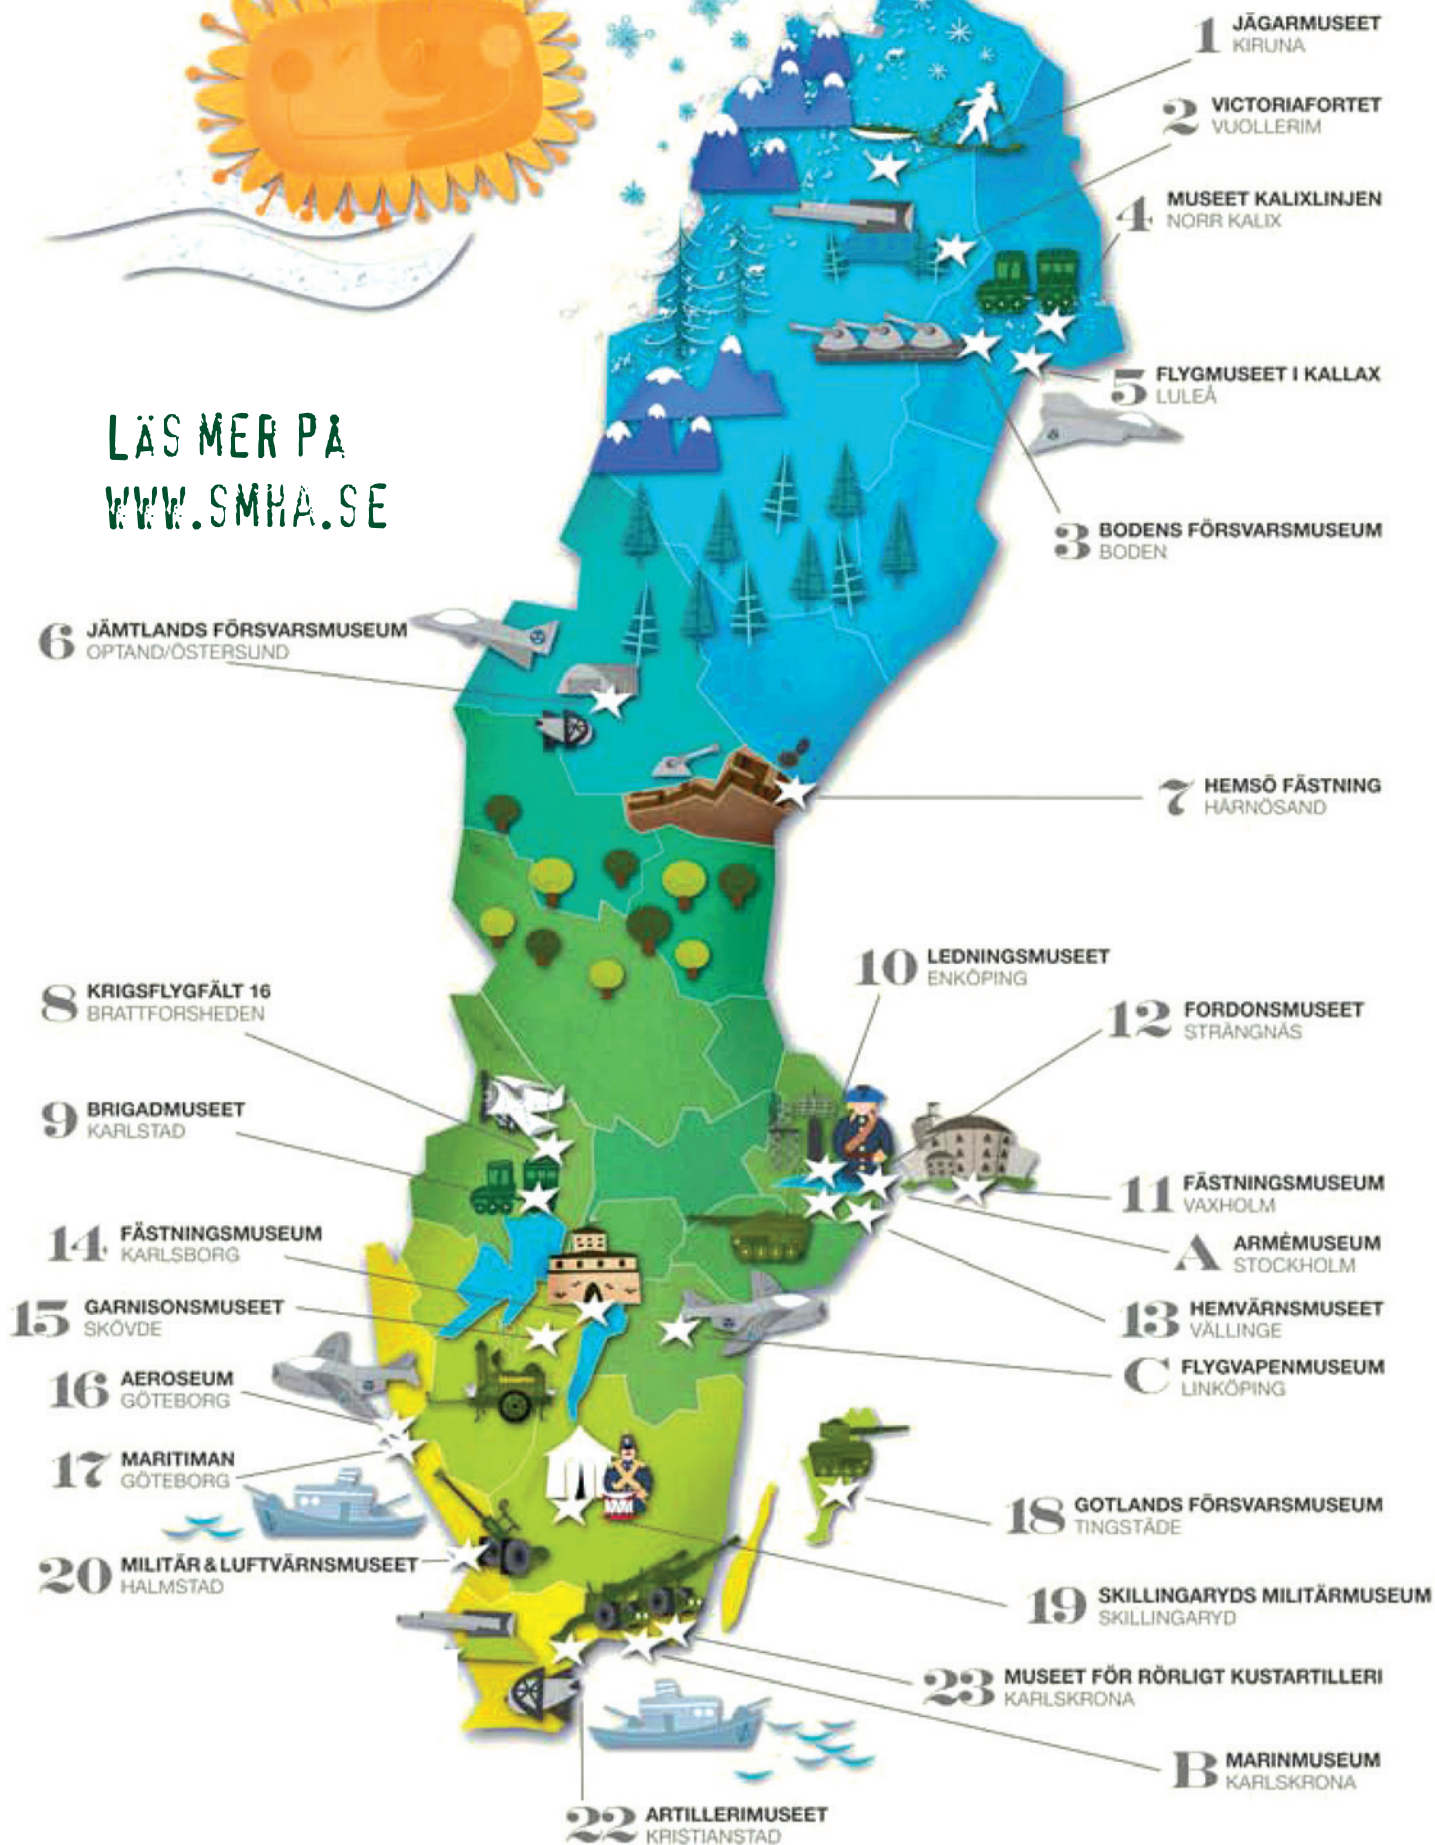 1 JÄGARMUSEET
KIRUNA
2 VICTORIAFORTET
VUOLLERIM
4 MUSEET KALIXLINJEN
NORR KALIX
5 FLYGMUSEET I KALLAX
LULEÅ
LÄS MER PÅ
WWW.SMHA.SE
3 BODENS FÖRSVARSMUSEUM
BODEN
6 JÄMTLANDS FÖRSVARSMUSEUM
OPTAND/ÖSTERSUND
7 HEMSÖ FÄSTNING
HÄRNÖSAND
10 LEDNINGSMUSEET
ENKÖPING
8 KRIGSFLYGFÄLT 16
BRATTFORSHEDEN
12 FORDONSMUSEET
STRÄNGNÄS
9 BRIGADMUSEET
KARLSTAD
11 FÄSTNINGSMUSEUM
VAXHOLM
14 FÄSTNINGSMUSEUM
KARLSBORG
A ARMÉMUSEUM
STOCKHOLM
15 GARNISONSMUSEET
SKÖVDE
13 HEMVÄRNSMUSEET
VÄLLINGE
16 AEROSEUM
GÖTEBORG
C FLYGVAPENMUSEUM
LINKÖPING
17 MARITIMAN
GÖTEBORG
18 GOTLANDS FÖRSVARSMUSEUM
TINGSTÄDE
20 MILITÄR & LUFTVÄRNSMUSEET
HALMSTAD
19 SKILLINGARYDS MILITÄRMUSEUM
SKILLINGARYD
23 MUSEET FÖR RÖRLIGT KUSTARTILLERI
KARLSKRONA
B MARINMUSEUM
KARLSKRONA
22 ARTILLERIMUSEET
KRISTIANSTAD